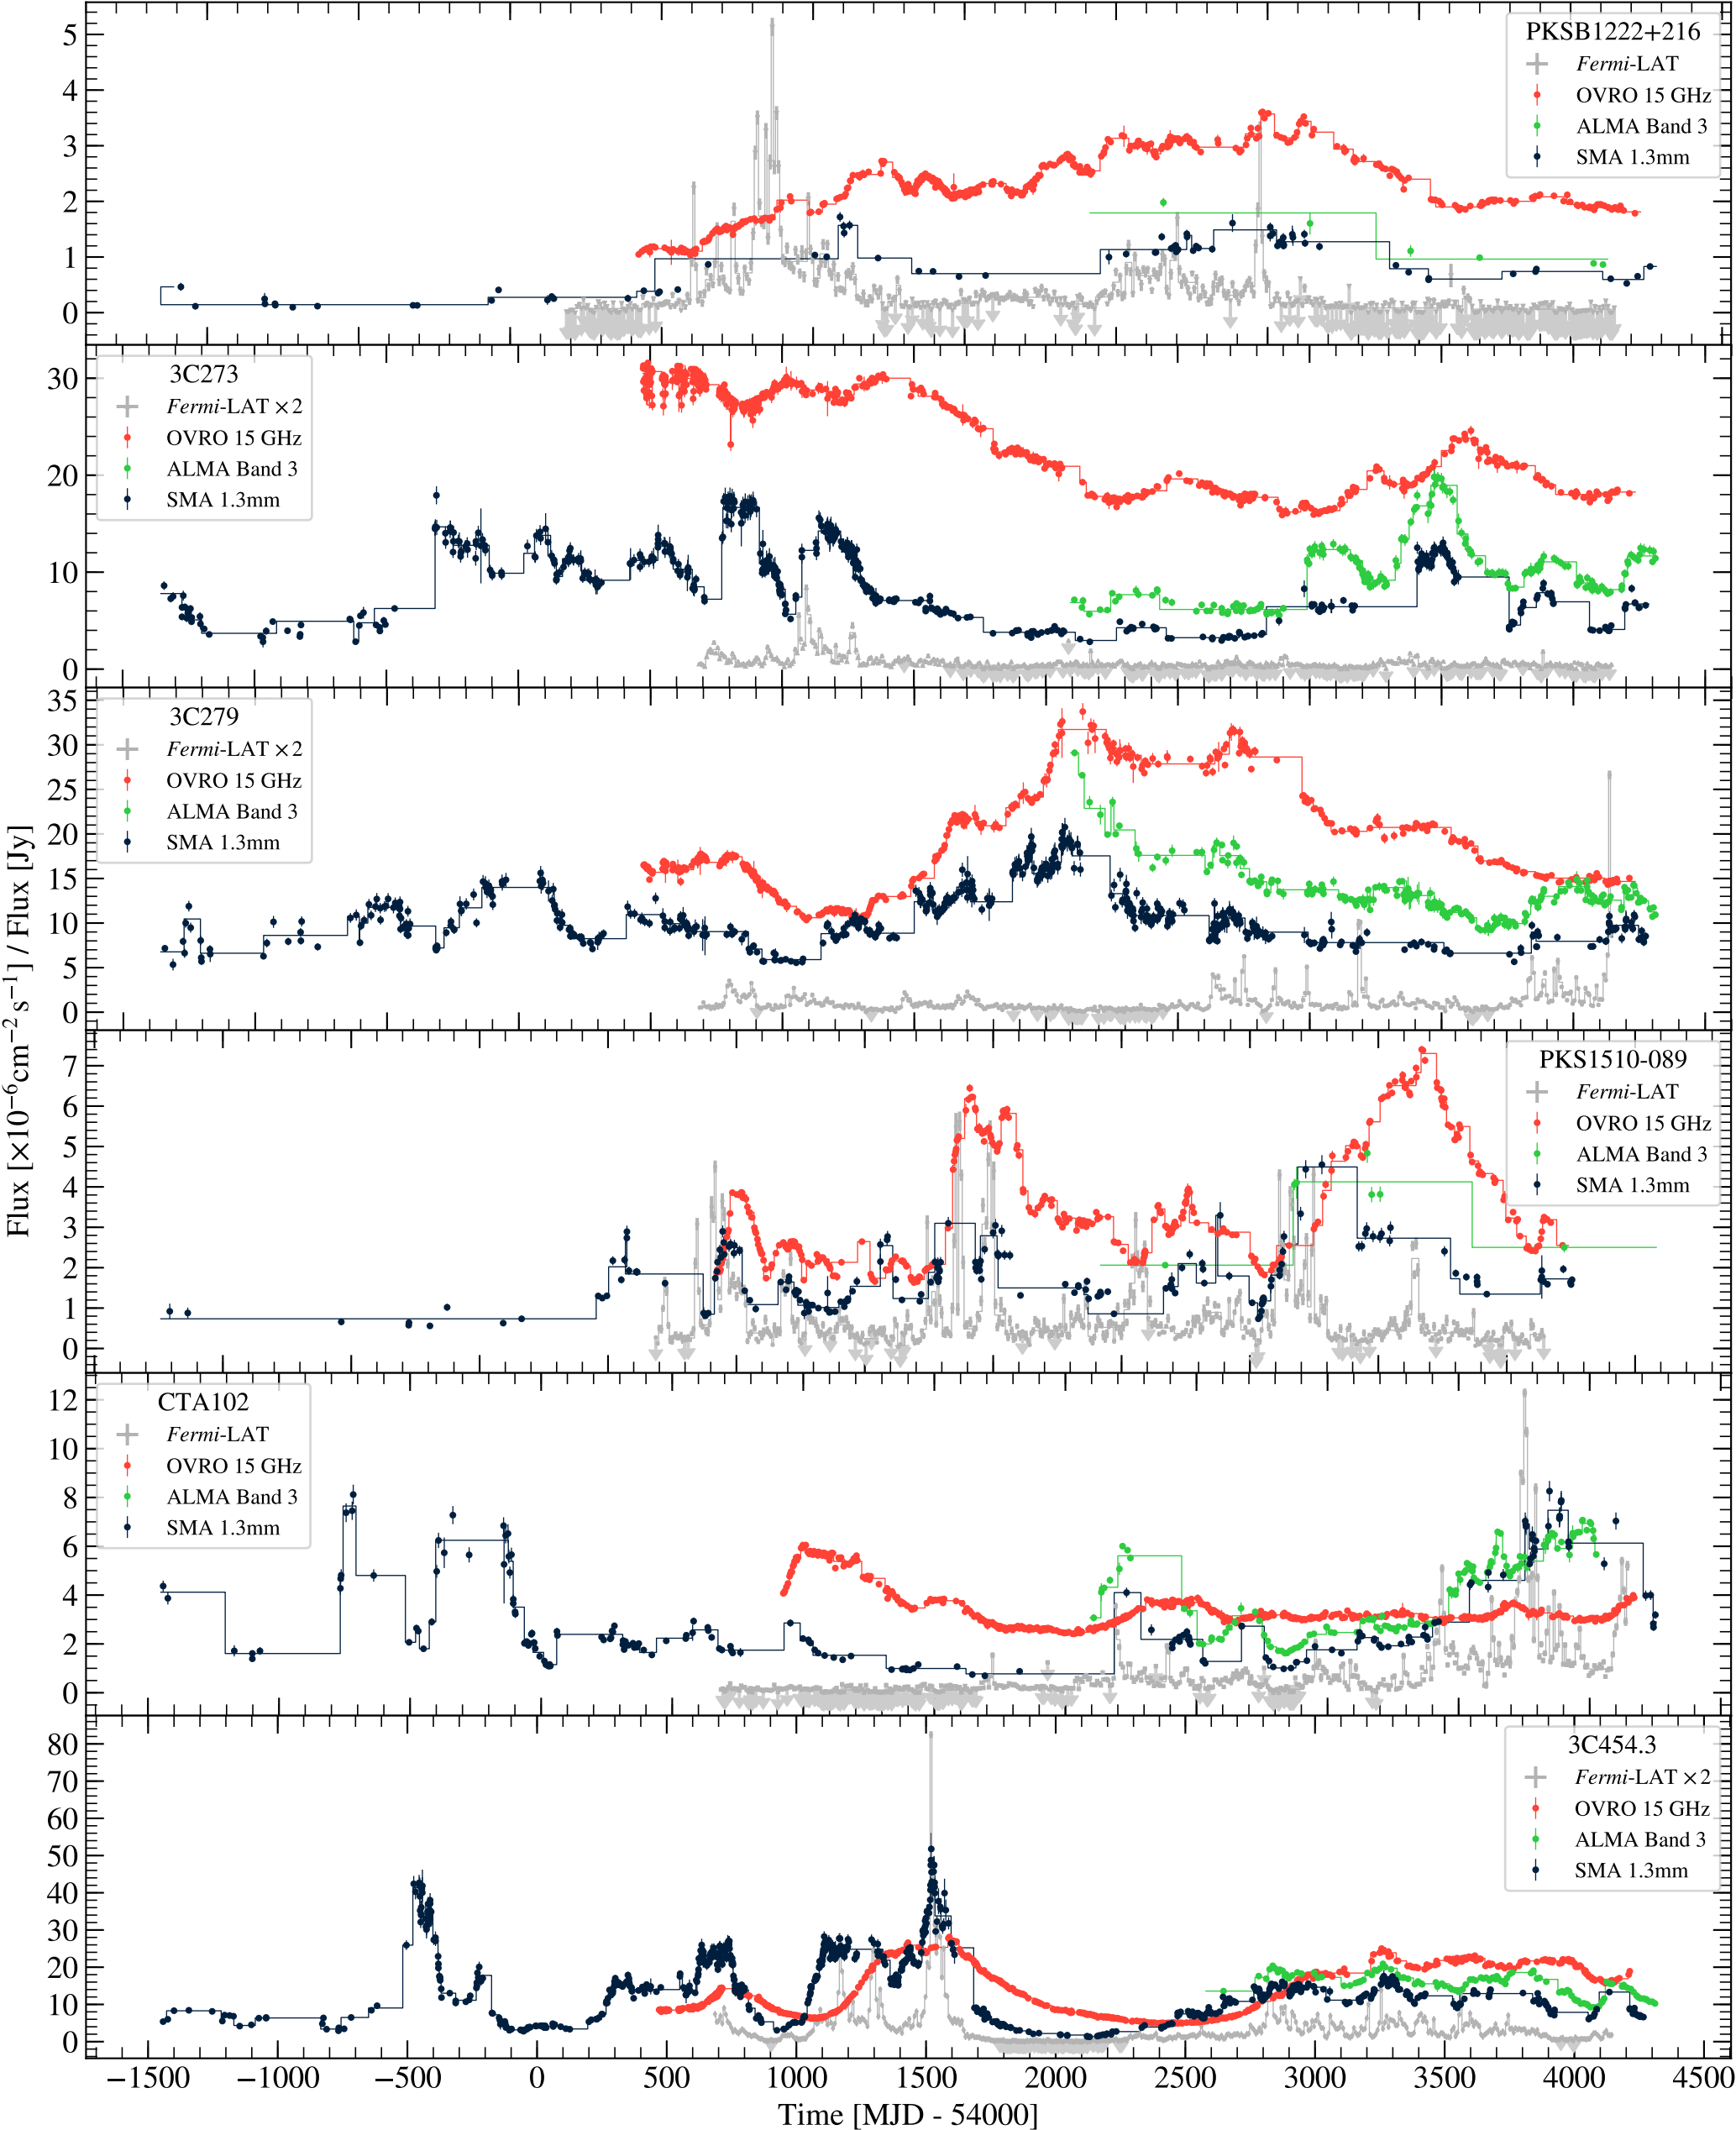 PKSB1222+216
Fermi-LAT
OVRO 15 GHz
ALMA Band 3
SMA 1.3mm
5
4
3
2
1
0
3C273
Fermi-LAT ×2
OVRO 15 GHz
ALMA Band 3
SMA 1.3mm
30
20
10
0
3C279
Fermi-LAT ×2
OVRO 15 GHz
ALMA Band 3
SMA 1.3mm
35
30
25
20
15
10
5
0
Flux [×10⁻⁶cm⁻²s⁻¹] / Flux [Jy]
PKS1510-089
Fermi-LAT
OVRO 15 GHz
ALMA Band 3
SMA 1.3mm
7
6
5
4
3
2
1
0
CTA102
Fermi-LAT
OVRO 15 GHz
ALMA Band 3
SMA 1.3mm
12
10
8
6
4
2
0
3C454.3
Fermi-LAT ×2
OVRO 15 GHz
ALMA Band 3
SMA 1.3mm
80
70
60
50
40
30
20
10
0
−1500 −1000 −500 0 500 1000 1500 2000 2500 3000 3500 4000 4500
Time [MJD - 54000]